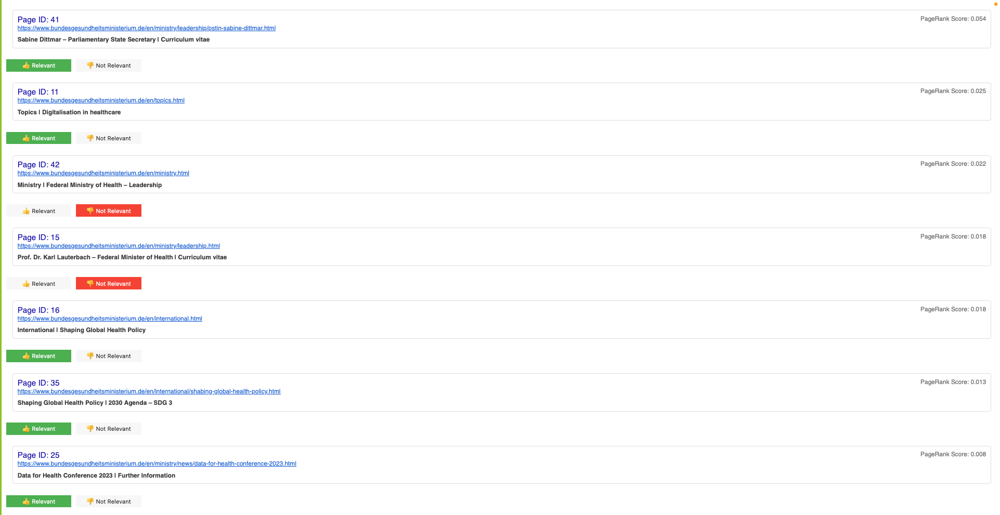 Page ID: 41
PageRank Score: 0.054
https://www.bundesgesundheitsministerium.de/en/ministry/leadership/pstin-sabine-dittmar.html
Sabine Dittmar – Parliamentary State Secretary | Curriculum vitae
👍 Relevant
👎 Not Relevant
Page ID: 11
PageRank Score: 0.025
https://www.bundesgesundheitsministerium.de/en/topics.html
Topics | Digitalisation in healthcare
👍 Relevant
👎 Not Relevant
Page ID: 42
PageRank Score: 0.022
https://www.bundesgesundheitsministerium.de/en/ministry.html
Ministry | Federal Ministry of Health – Leadership
👍 Relevant
👎 Not Relevant
Page ID: 15
PageRank Score: 0.018
https://www.bundesgesundheitsministerium.de/en/ministry/leadership.html
Prof. Dr. Karl Lauterbach – Federal Minister of Health | Curriculum vitae
👍 Relevant
👎 Not Relevant
Page ID: 16
PageRank Score: 0.018
https://www.bundesgesundheitsministerium.de/en/international.html
International | Shaping Global Health Policy
👍 Relevant
👎 Not Relevant
Page ID: 35
PageRank Score: 0.013
https://www.bundesgesundheitsministerium.de/en/international/shabing-global-health-policy.html
Shaping Global Health Policy | 2030 Agenda – SDG 3
👍 Relevant
👎 Not Relevant
Page ID: 25
PageRank Score: 0.008
https://www.bundesgesundheitsministerium.de/en/ministry/news/data-for-health-conference-2023.html
Data for Health Conference 2023 | Further Information
👍 Relevant
👎 Not Relevant